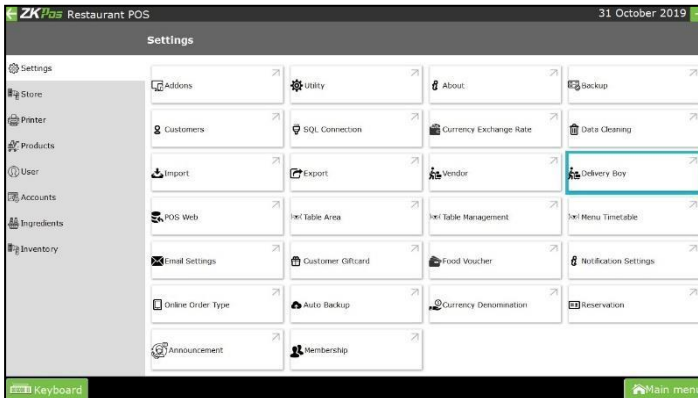 ZKPos Restaurant POS
31 October 2019
Settings
Settings
Store
Printer
Products
User
Accounts
Ingredients
Inventory
Addons
Utilty
About
Backup
Customers
SQL Connection
Currency Exchange Rate
Data Cleaning
Import
Export
Vendor
Delivery Boy
POS Web
Table Area
Table Management
Menu Timetable
Email Settings
Customer Giftcard
Food Voucher
Notification Settings
Online Order Type
Auto Backup
Currency Denomination
Reservation
Announcement
Membership
Keyboard
Main menu